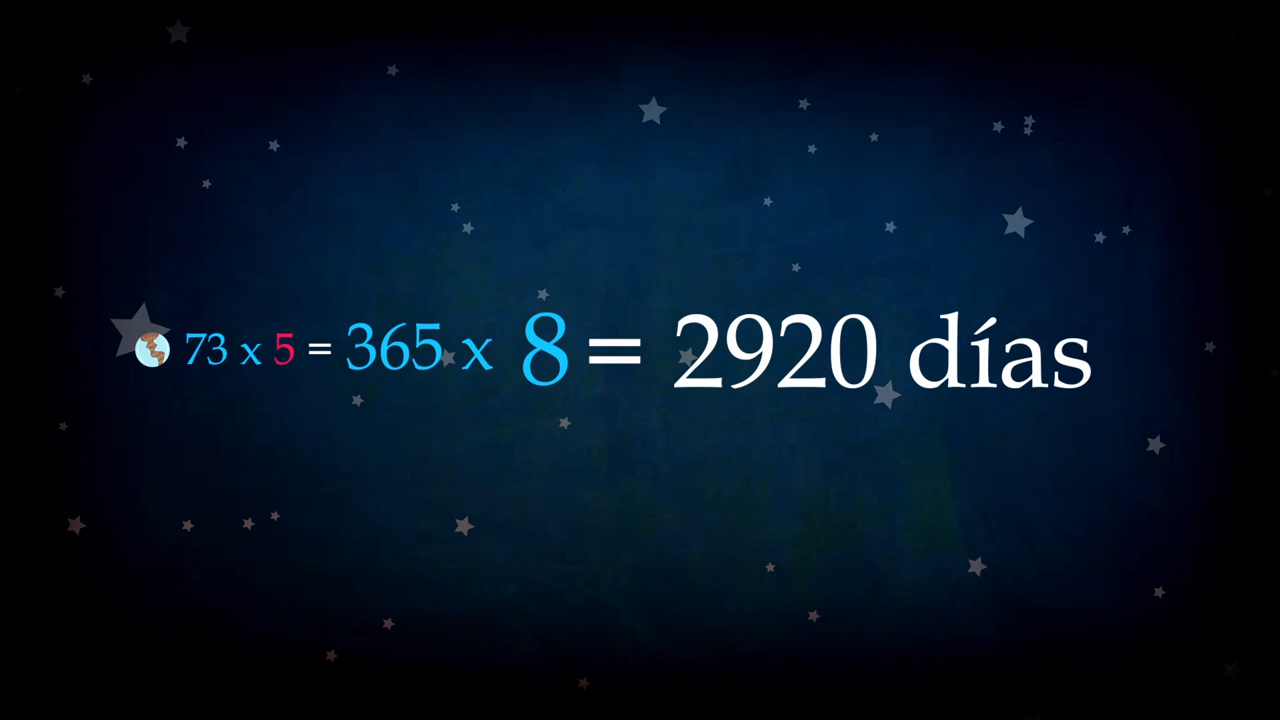 73 x 5 = 365 x 8 = 2920 días